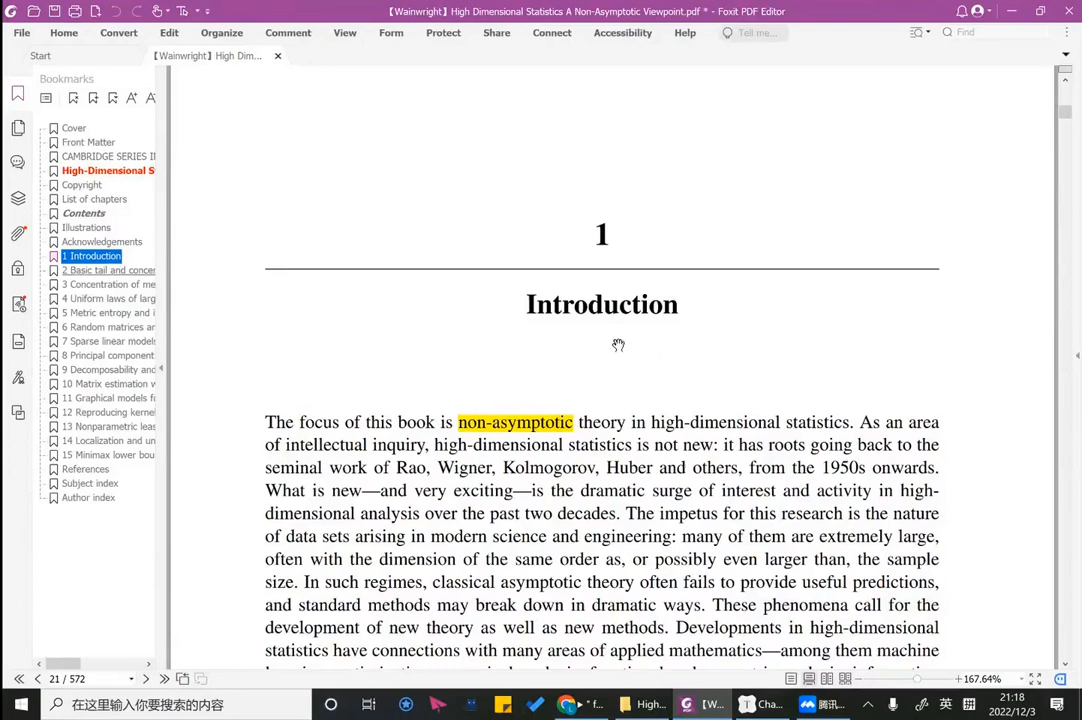 【Wainwright】High Dimensional Statistics A Non-Asymptotic Viewpoint.pdf * - Foxit PDF Editor
File Home Convert Edit Organize Comment View Form Protect Share Connect Accessibility Help Tell me... Find
Start 【Wainwright】High Dim...
Bookmarks
Cover
Front Matter
CAMBRIDGE SERIES I
High-Dimensional S
Copyright
List of chapters
Contents
Illustrations
Acknowledgements
1 Introduction
2 Basic tail and concer
3 Concentration of me
4 Uniform laws of larg
5 Metric entropy and i
6 Random matrices ar
7 Sparse linear models
8 Principal component
9 Decomposability and
10 Matrix estimation w
11 Graphical models f
12 Reproducing kerne
13 Nonparametric leas
14 Localization and un
15 Minimax lower bou
References
Subject index
Author index
1
Introduction
The focus of this book is non-asymptotic theory in high-dimensional statistics. As an area
of intellectual inquiry, high-dimensional statistics is not new: it has roots going back to the
seminal work of Rao, Wigner, Kolmogorov, Huber and others, from the 1950s onwards.
What is new—and very exciting—is the dramatic surge of interest and activity in high-
dimensional analysis over the past two decades. The impetus for this research is the nature
of data sets arising in modern science and engineering: many of them are extremely large,
often with the dimension of the same order as, or possibly even larger than, the sample
size. In such regimes, classical asymptotic theory often fails to provide useful predictions,
and standard methods may break down in dramatic ways. These phenomena call for the
development of new theory as well as new methods. Developments in high-dimensional
statistics have connections with many areas of applied mathematics—among them machine
21 / 572 167.64%
在这里输入你要搜索的内容 " f High... 【W... Cha... 腾讯... 英 拼 21:18
2022/12/3